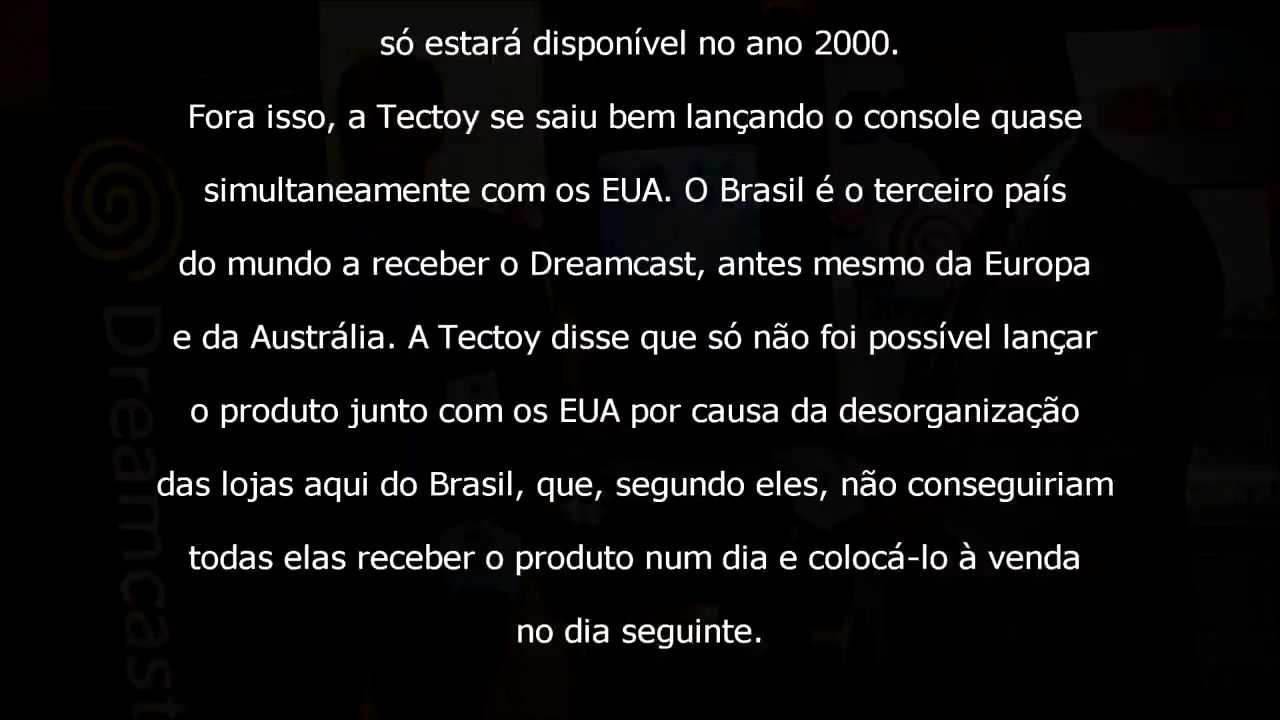 só estará disponível no ano 2000.
Fora isso, a Tectoy se saiu bem lançando o console quase
simultaneamente com os EUA. O Brasil é o terceiro país
do mundo a receber o Dreamcast, antes mesmo da Europa
e da Austrália. A Tectoy disse que só não foi possível lançar
o produto junto com os EUA por causa da desorganização
das lojas aqui do Brasil, que, segundo eles, não conseguiriam
todas elas receber o produto num dia e colocá-lo à venda
no dia seguinte.
Dreamcast